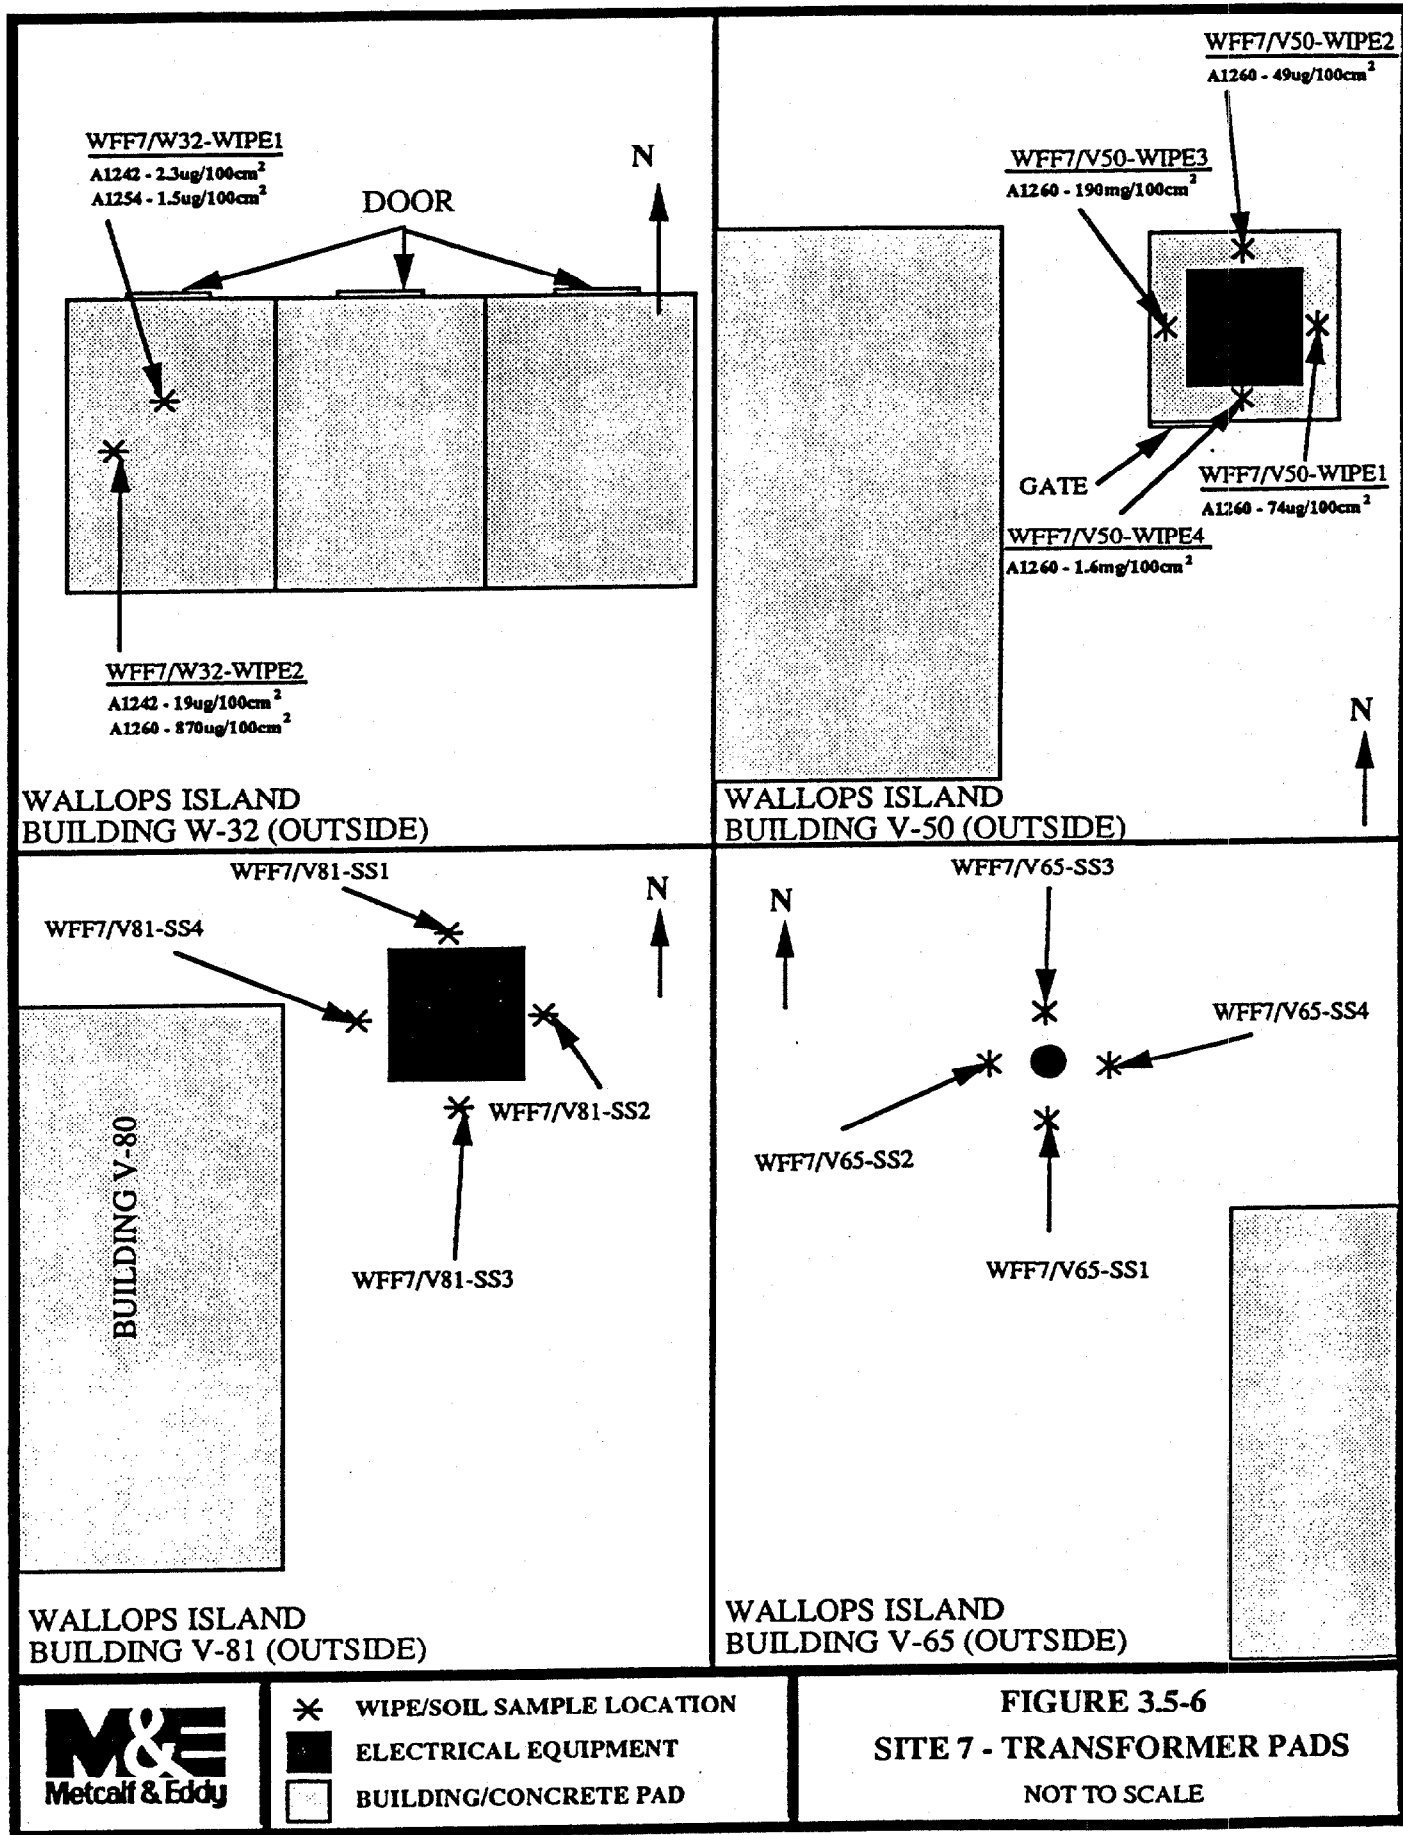 WFF7/W32-WIPE1
A1242 - 2.3ug/100cm²
A1254 - 1.5ug/100cm²
N
DOOR
WFF7/W32-WIPE2
A1242 - 19ug/100cm²
A1260 - 870ug/100cm²
WALLOPS ISLAND
BUILDING W-32 (OUTSIDE)
WFF7/V50-WIPE2
A1260 - 49ug/100cm²
WFF7/V50-WIPE3
A1260 - 190mg/100cm²
GATE
WFF7/V50-WIPE1
A1260 - 74ug/100cm²
WFF7/V50-WIPE4
A1260 - 1.6mg/100cm²
N
WALLOPS ISLAND
BUILDING V-50 (OUTSIDE)
WFF7/V81-SS1
N
WFF7/V81-SS4
WFF7/V81-SS2
BUILDING V-80
WFF7/V81-SS3
WALLOPS ISLAND
BUILDING V-81 (OUTSIDE)
WFF7/V65-SS3
N
WFF7/V65-SS4
WFF7/V65-SS2
WFF7/V65-SS1
WALLOPS ISLAND
BUILDING V-65 (OUTSIDE)
M&E
Metcalf & Eddy
WIPE/SOIL SAMPLE LOCATION
ELECTRICAL EQUIPMENT
BUILDING/CONCRETE PAD
FIGURE 3.5-6
SITE 7 - TRANSFORMER PADS
NOT TO SCALE